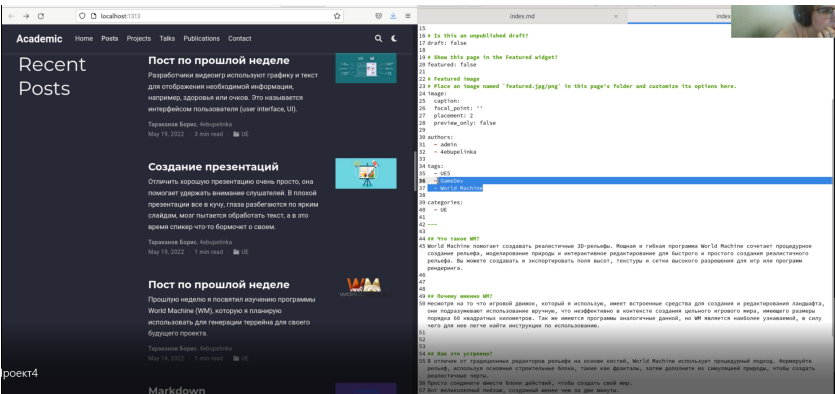 localhost:1313
Academic Home Posts Projects Talks Publications Contact
Recent
Posts
Пост по прошлой неделе
Разработчики видеоигр используют графику и текст
для отображения необходимой информации,
например, здоровья или очков. Это называется
интерфейсом пользователя (user interface, UI).
Тараканов Борис, 4ebupelinka
May 19, 2022 · 3 min read · UE
Создание презентаций
Отличить хорошую презентацию очень просто, она
помогает удержать внимание слушателей. В плохой
презентации все в кучу, глаза разбегаются по ярким
слайдам, мозг пытается обработать текст, а в это
время спикер что-то бормочет о своем.
Тараканов Борис, 4ebupelinka
May 19, 2022 · 1 min read · UE
Пост по прошлой неделе
Прошлую неделю я посвятил изучению программы
World Machine (WM), которую я планирую
использовать для генерации террейна для своего
будущего проекта.
Тараканов Борис, 4ebupelinka
May 14, 2022 · 1 min read · UE
WM
Markdown
Проект4
index.md ×
index
15
16 # Is this an unpublished draft?
17 draft: false
18
19 # Show this page in the Featured widget?
20 featured: false
21
22 # Featured image
23 # Place an image named `featured.jpg/png` in this page's folder and customize its options here.
24 image:
25 caption:
26 focal_point: ''
27 placement: 2
28 preview_only: false
29
30 authors:
31 - admin
32 - 4ebupelinka
33
34 tags:
35 - UE5
36 - GameDev
37 - World Machine
38
39 categories:
40 - UE
41
42 ---
43
44 ## Что такое WM?
45 World Machine помогает создавать реалистичные 3D-рельефы. Мощная и гибкая программа World Machine сочетает процедурное
создание рельефа, моделирование природы и интерактивное редактирование для быстрого и простого создания реалистичного
рельефа. Вы можете создавать и экспортировать поля высот, текстуры и сетки высокого разрешения для игр или программ
рендеринга.
46
47
48
49 ## Почему именно WM?
50 Несмотря на то что игровой движок, который я использую, имеет встроенные средства для создания и редактирования ландшафта,
они подразумевают использование вручную, что неэффективно в контексте создания цельного игрового мира, имеющего размеры
порядка 60 квадратных километров. Так же имеются программы аналогичные данной, но WM является наиболее узнаваемой, в силу
чего для нее легче найти инструкции по использованию.
51
52
53
54 ## Как это устроено?
55 В отличие от традиционных редакторов рельефа на основе кистей, World Machine использует процедурный подход. Формируйте
рельеф, используя основные строительные блоки, такие как фракталы, затем дополните их симуляцией природы, чтобы создать
реалистичные черты.
56 Просто соедините вместе блоки действий, чтобы создать свой мир.
57 Вот великолепный пейзаж, созданный менее чем за две минуты.